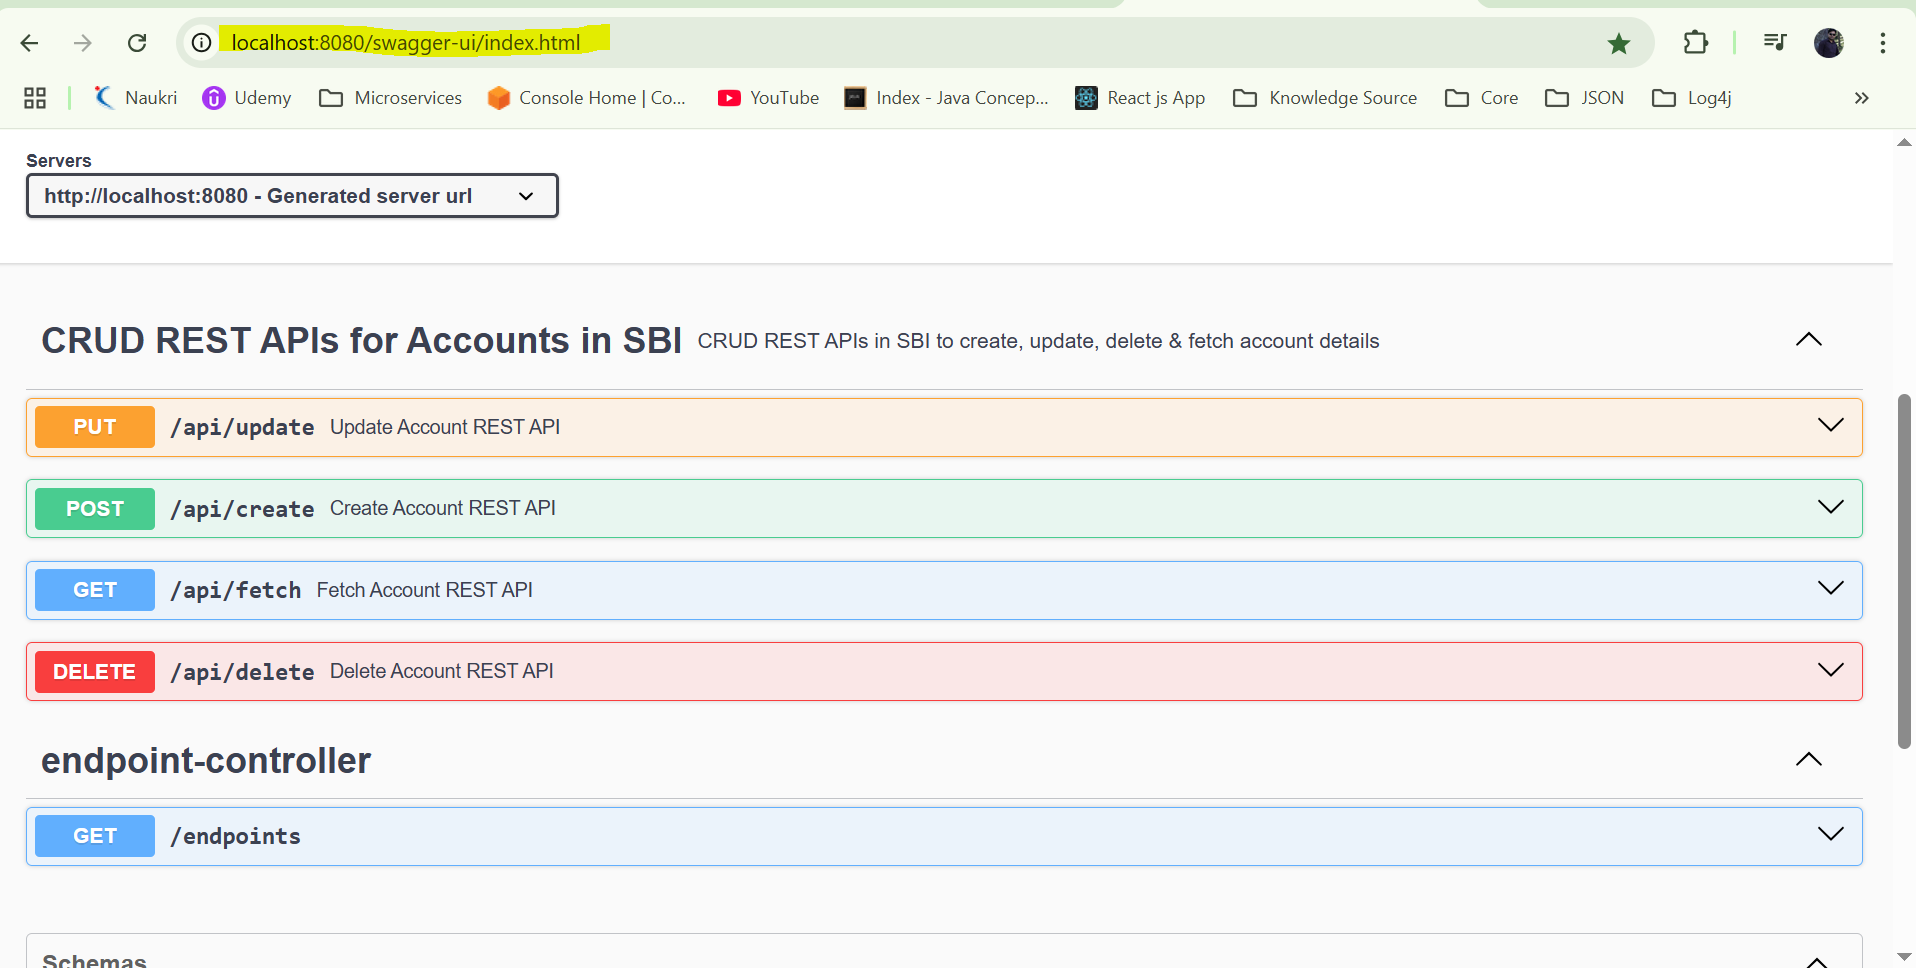 localhost:8080/swagger-ui/index.html
Naukri Udemy Microservices Console Home | Co... YouTube Index - Java Concep... React js App Knowledge Source Core JSON Log4j
Servers
http://localhost:8080 - Generated server url
CRUD REST APIs for Accounts in SBI CRUD REST APIs in SBI to create, update, delete & fetch account details
PUT /api/update Update Account REST API
POST /api/create Create Account REST API
GET /api/fetch Fetch Account REST API
DELETE /api/delete Delete Account REST API
endpoint-controller
GET /endpoints
Schemas